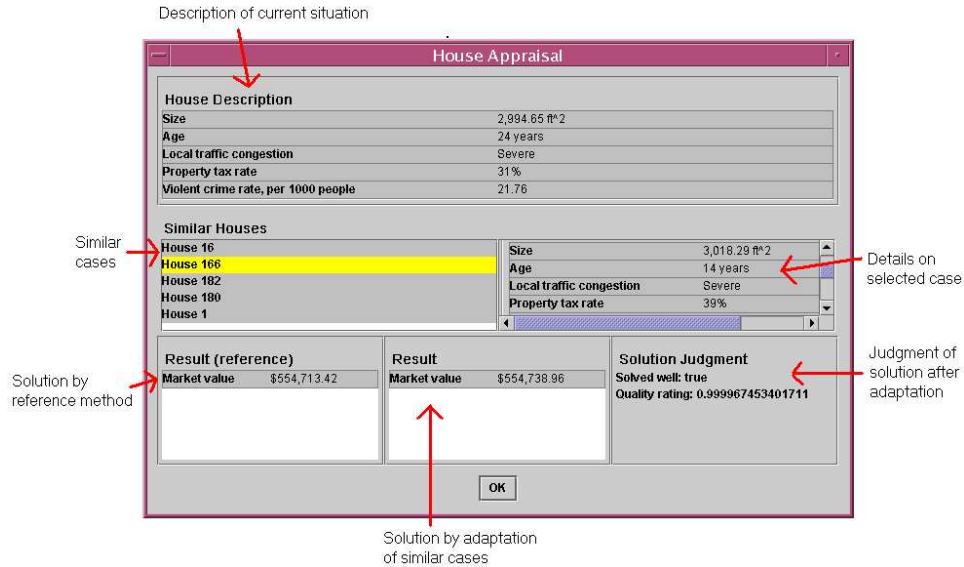 Description of current situation
House Appraisal
House Description
Size 2,994.65 ft^2
Age 24 years
Local traffic congestion Severe
Property tax rate 31%
Violent crime rate, per 1000 people 21.76
Similar Houses
Similar
cases
House 16
House 166
House 182
House 180
House 1
Size 3,018.29 ft^2
Age 14 years
Local traffic congestion Severe
Property tax rate 39%
Details on
selected case
Solution by
reference method
Result (reference)
Market value $554,713.42
Result
Market value $554,738.96
Solution Judgment
Solved well: true
Quality rating: 0.999967453401711
Judgment of
solution after
adaptation
OK
Solution by adaptation
of similar cases